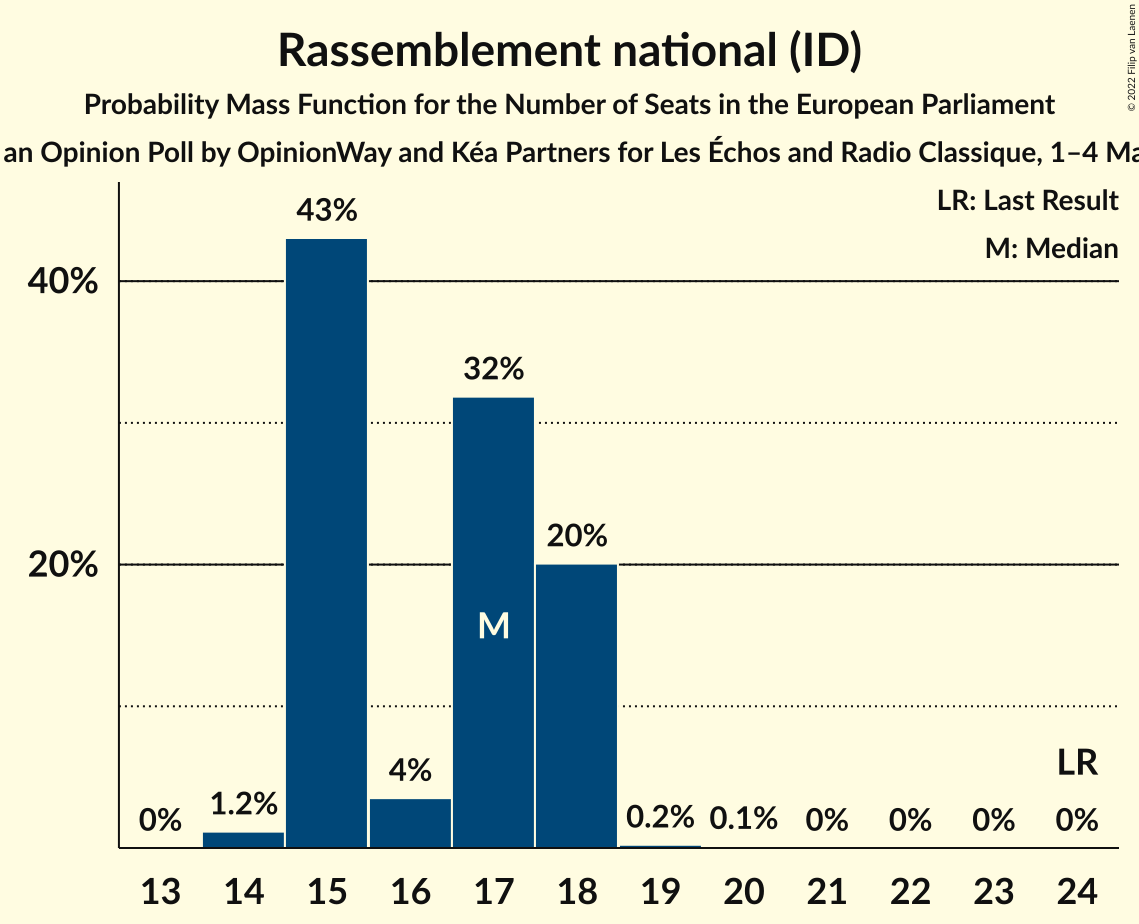 Rassemblement national (ID)
Probability Mass Function for the Number of Seats in the European Parliament
an Opinion Poll by OpinionWay and Kéa Partners for Les Échos and Radio Classique, 1–4 Ma
© 2022 Filip van Laenen
LR: Last Result
M: Median
40%
20%
0%
1.2%
43%
4%
32%
M
20%
0.2%
0.1%
0%
0%
0%
LR
0%
13 14 15 16 17 18 19 20 21 22 23 24